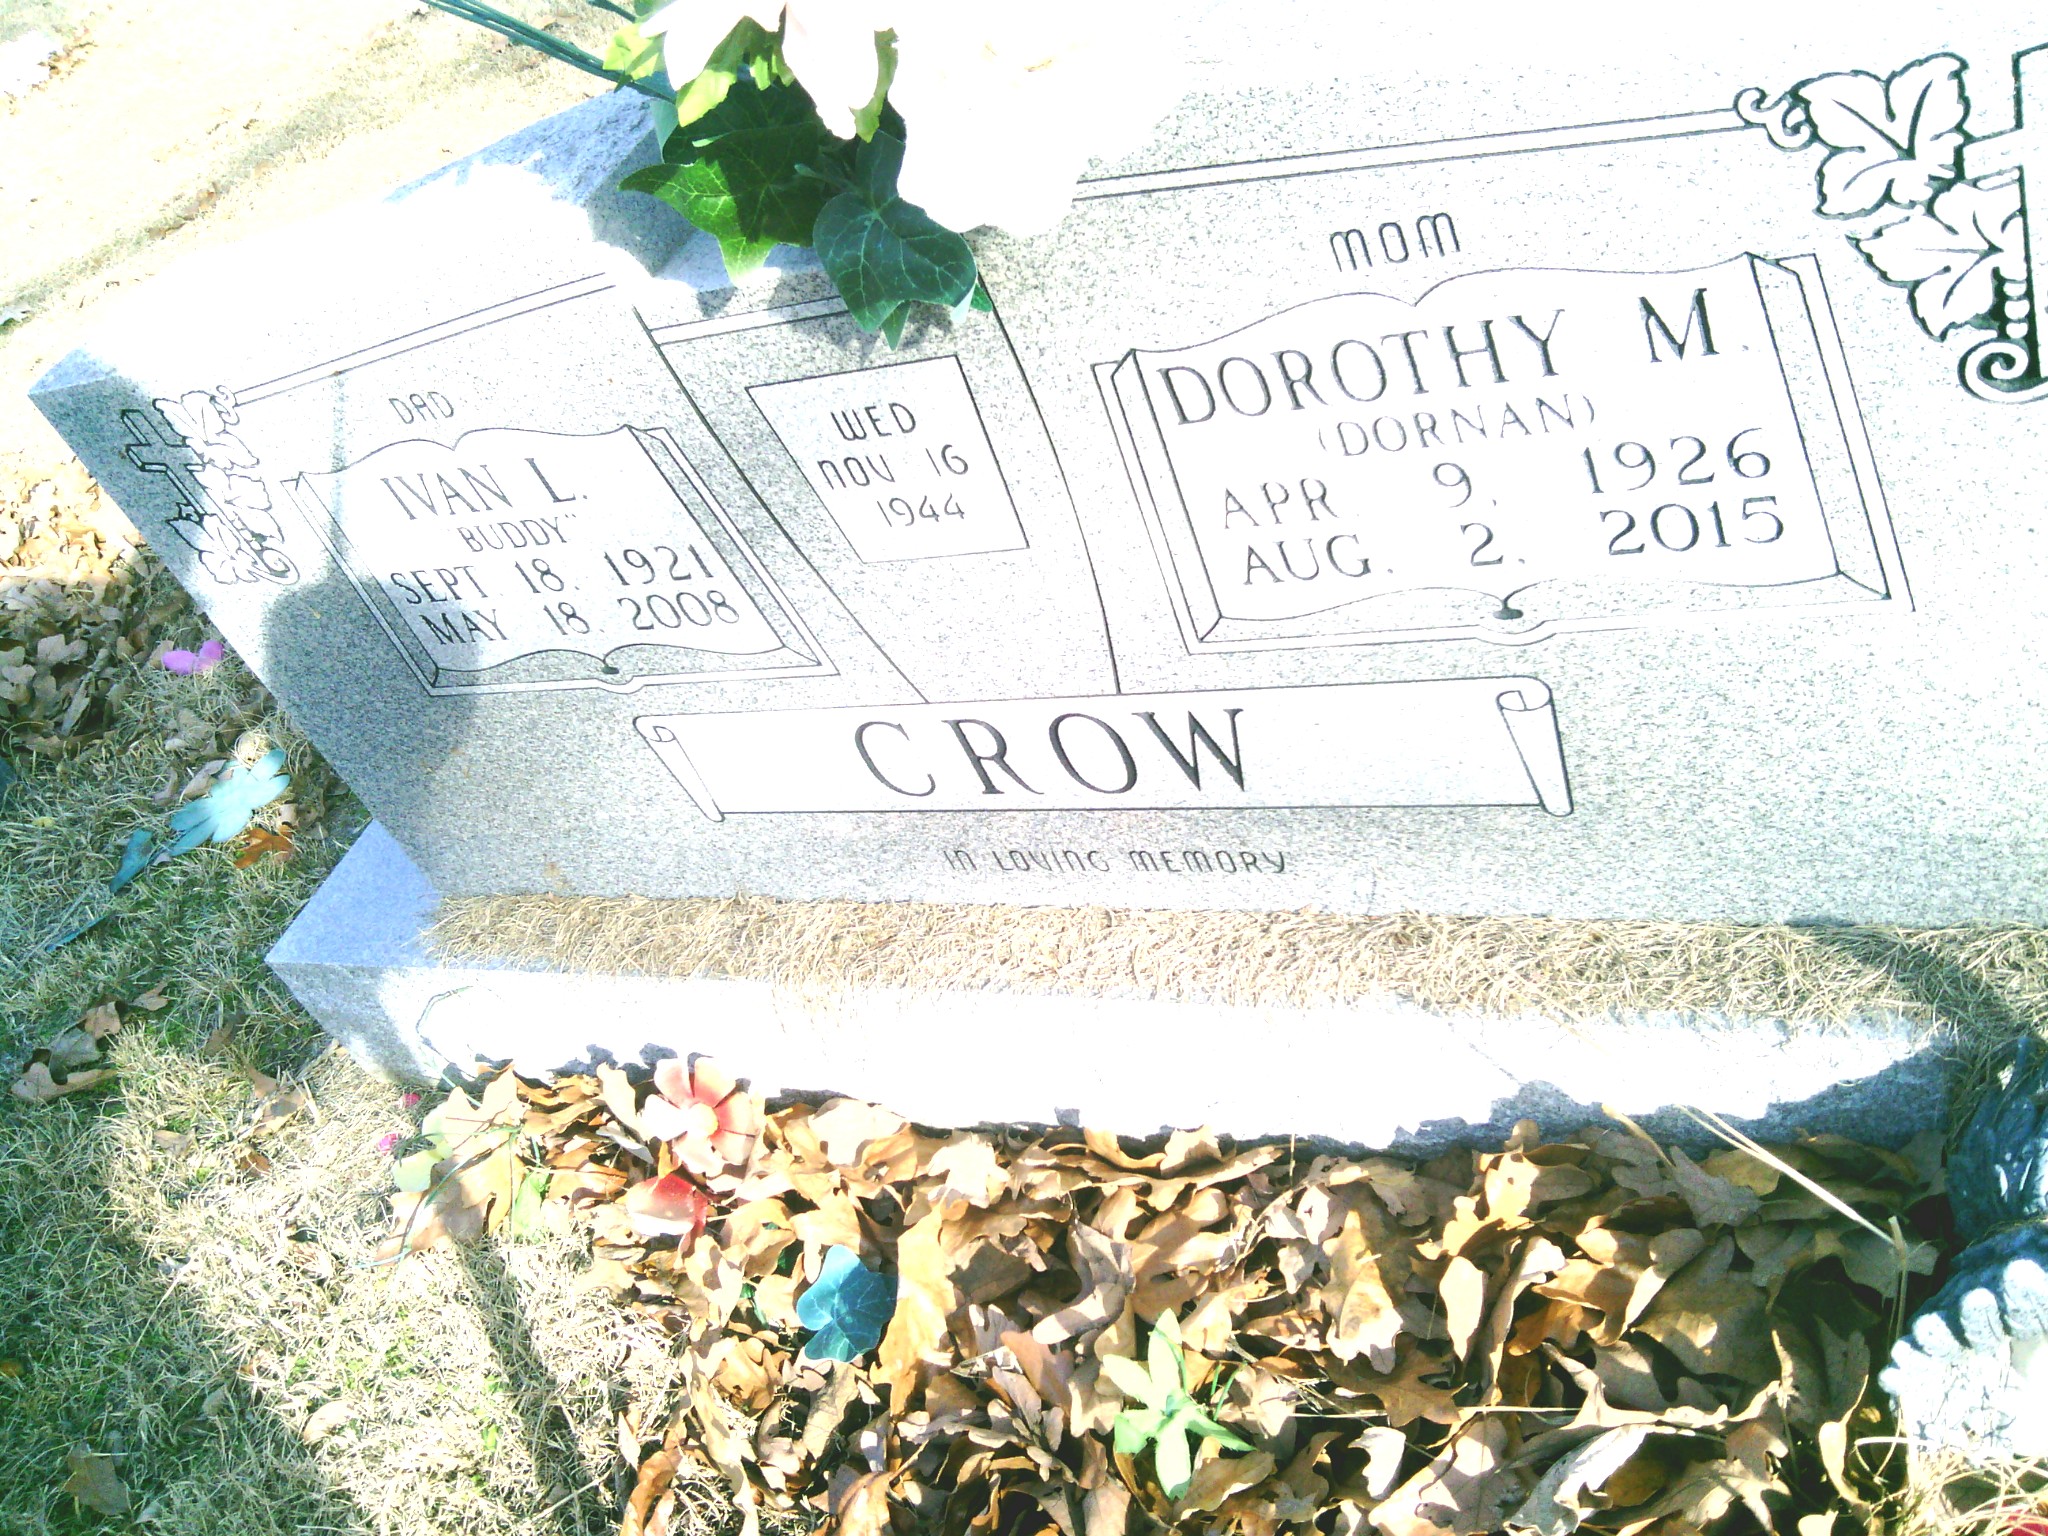 DAD
IVAN L.
BUDDY"
SEPT 18. 1921
MAY 18. 2008
WED
NOV 16
1944
MOM
DOROTHY M.
(DORNAN)
APR 9. 1926
AUG. 2. 2015
CROW
IN LOVING MEMORY